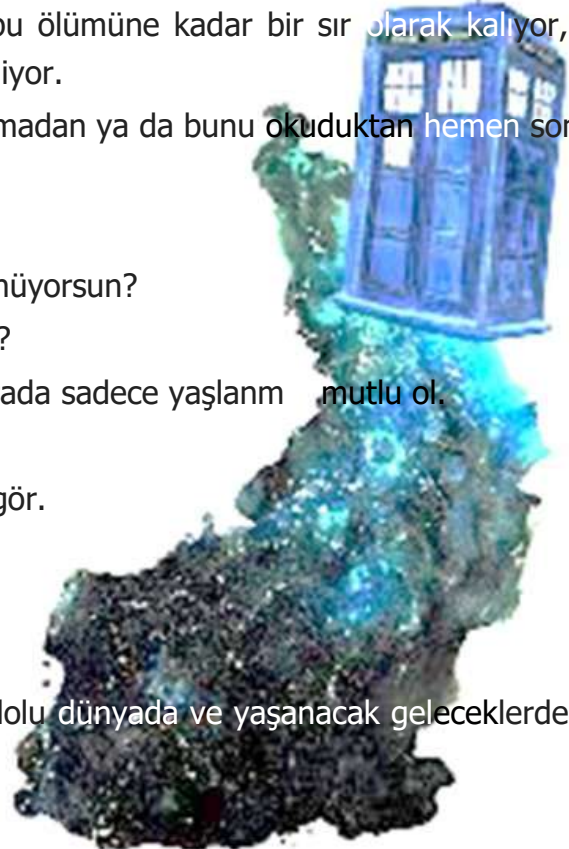 bu ölümüne kadar bir sır olarak kalıyor,
iyor.
madan ya da bunu okuduktan hemen son
nüyorsun?
?
ada sadece yaşlanm mutlu ol.
gör.
dolu dünyada ve yaşanacak geleceklerde